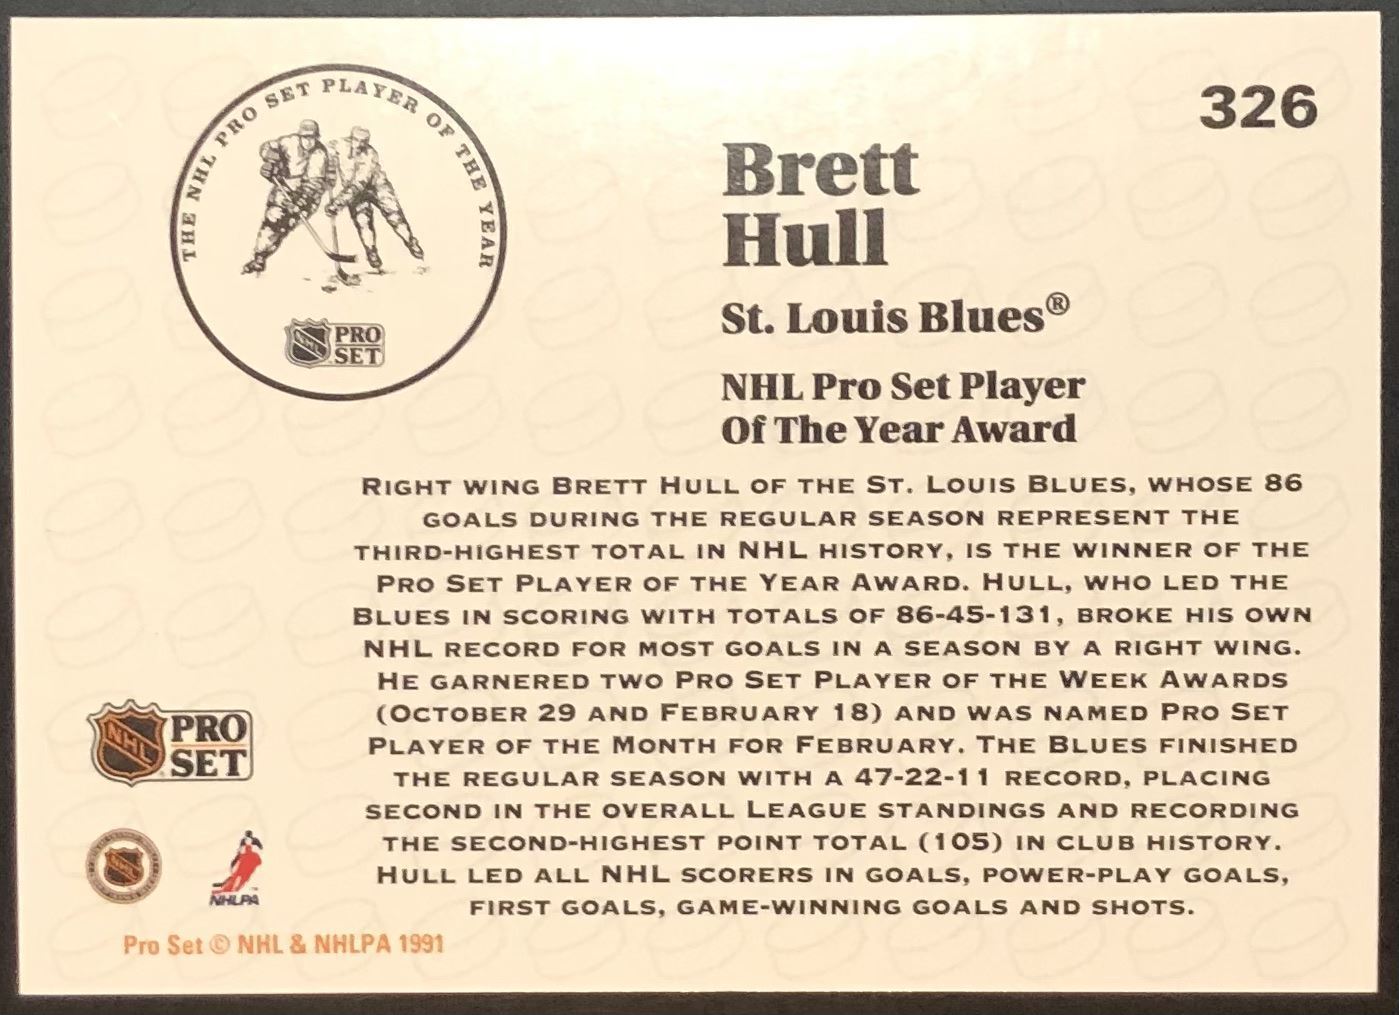 THE NHL PRO SET PLAYER OF THE YEAR
NHL
PRO
SET
326
Brett
Hull
St. Louis Blues®
NHL Pro Set Player
Of The Year Award
RIGHT WING BRETT HULL OF THE ST. LOUIS BLUES, WHOSE 86
GOALS DURING THE REGULAR SEASON REPRESENT THE
THIRD-HIGHEST TOTAL IN NHL HISTORY, IS THE WINNER OF THE
PRO SET PLAYER OF THE YEAR AWARD. HULL, WHO LED THE
BLUES IN SCORING WITH TOTALS OF 86-45-131, BROKE HIS OWN
NHL RECORD FOR MOST GOALS IN A SEASON BY A RIGHT WING.
HE GARNERED TWO PRO SET PLAYER OF THE WEEK AWARDS
(OCTOBER 29 AND FEBRUARY 18) AND WAS NAMED PRO SET
PLAYER OF THE MONTH FOR FEBRUARY. THE BLUES FINISHED
THE REGULAR SEASON WITH A 47-22-11 RECORD, PLACING
SECOND IN THE OVERALL LEAGUE STANDINGS AND RECORDING
THE SECOND-HIGHEST POINT TOTAL (105) IN CLUB HISTORY.
HULL LED ALL NHL SCORERS IN GOALS, POWER-PLAY GOALS,
FIRST GOALS, GAME-WINNING GOALS AND SHOTS.
NHL
PRO
SET
NHL
NHLPA
Pro Set © NHL & NHLPA 1991